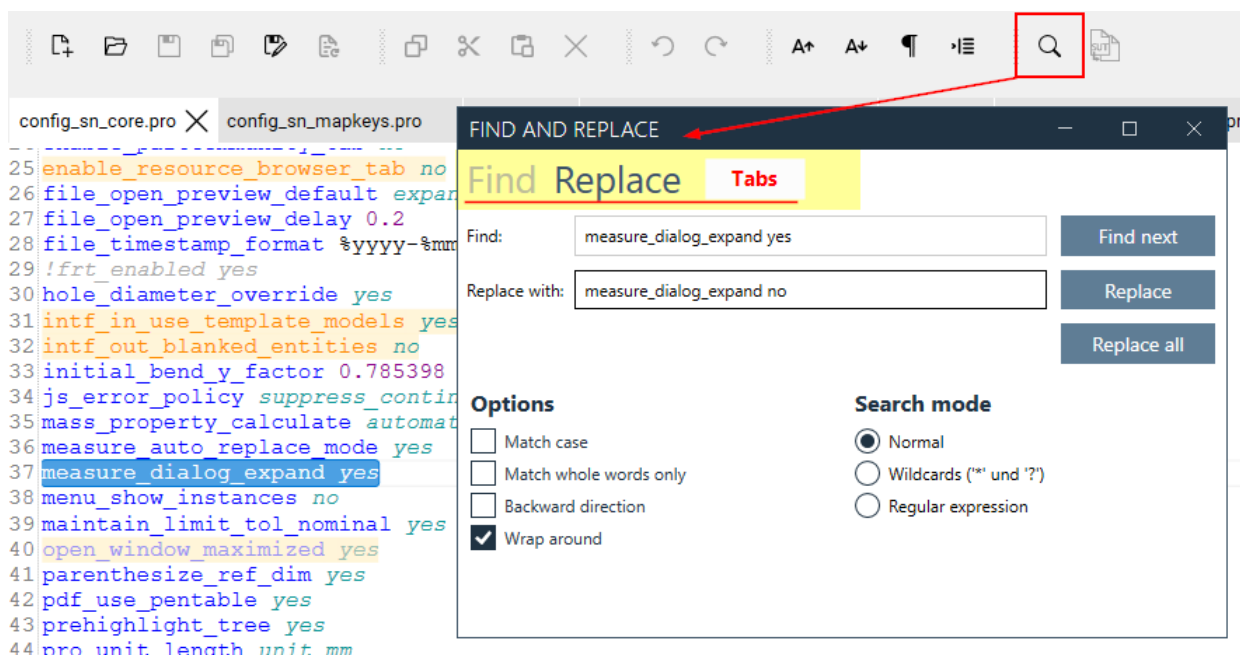 A
A
¶
SUT
config_sn_core.pro
config_sn_mapkeys.pro
pr
FIND AND REPLACE
Find Replace Tabs
Find: measure_dialog_expand yes Find next
Replace with: measure_dialog_expand no Replace
Replace all
Options
Match case
Match whole words only
Backward direction
Wrap around
Search mode
Normal
Wildcards ('*' und '?')
Regular expression
25 enable_resource_browser_tab no
26 file_open_preview_default expan
27 file_open_preview_delay 0.2
28 file_timestamp_format %yyyy-%mm
29 !frt_enabled yes
30 hole_diameter_override yes
31 intf_in_use_template_models yes
32 intf_out_blanked_entities no
33 initial_bend_y_factor 0.785398
34 js_error_policy suppress_contin
35 mass_property_calculate automat
36 measure_auto_replace_mode yes
37 measure_dialog_expand yes
38 menu_show_instances no
39 maintain_limit_tol_nominal yes
40 open_window_maximized yes
41 parenthesize_ref_dim yes
42 pdf_use_pentable yes
43 prehighlight_tree yes
44 pro_unit_length unit_mm